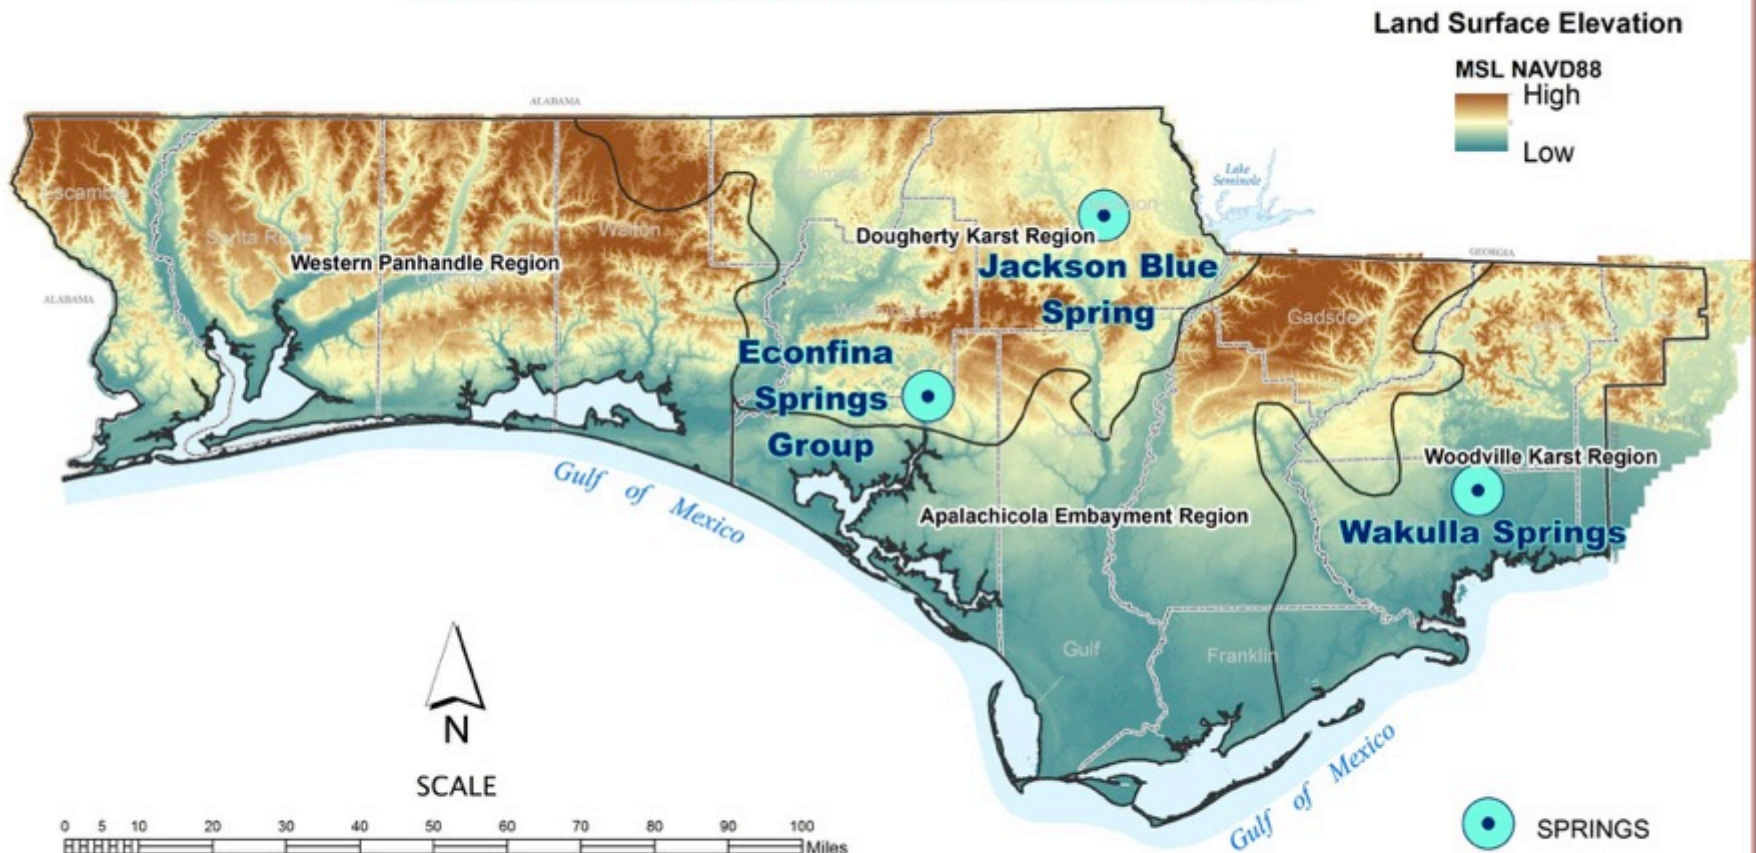 Land Surface Elevation
MSL NAVD88
High
Low
ALABAMA
Lake
Seminole
Holmes
Santa Rosa
Walton
Dougherty Karst Region
Western Panhandle Region
GEORGIA
ALABAMA
Jackson Blue
Spring
Gadsden
Econfina
Springs
Group
Woodville Karst Region
Gulf of Mexico
Apalachicola Embayment Region
Wakulla Springs
Gulf
Franklin
N
SCALE
Gulf of Mexico
0 5 10 20 30 40 50 60 70 80 90 100
Miles
SPRINGS